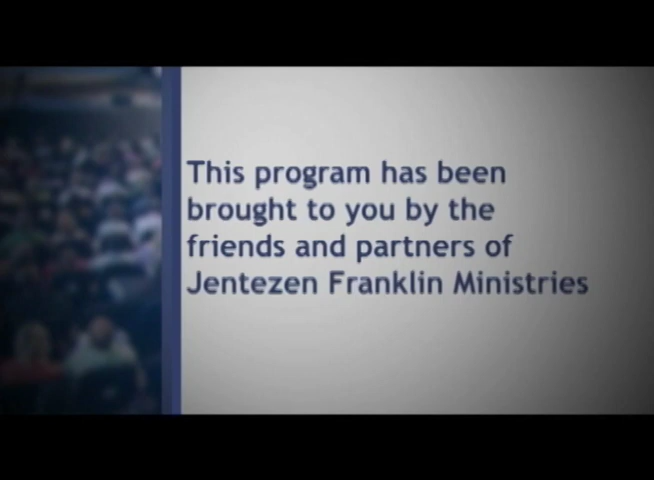 This program has been
brought to you by the
friends and partners of
Jentezen Franklin Ministries